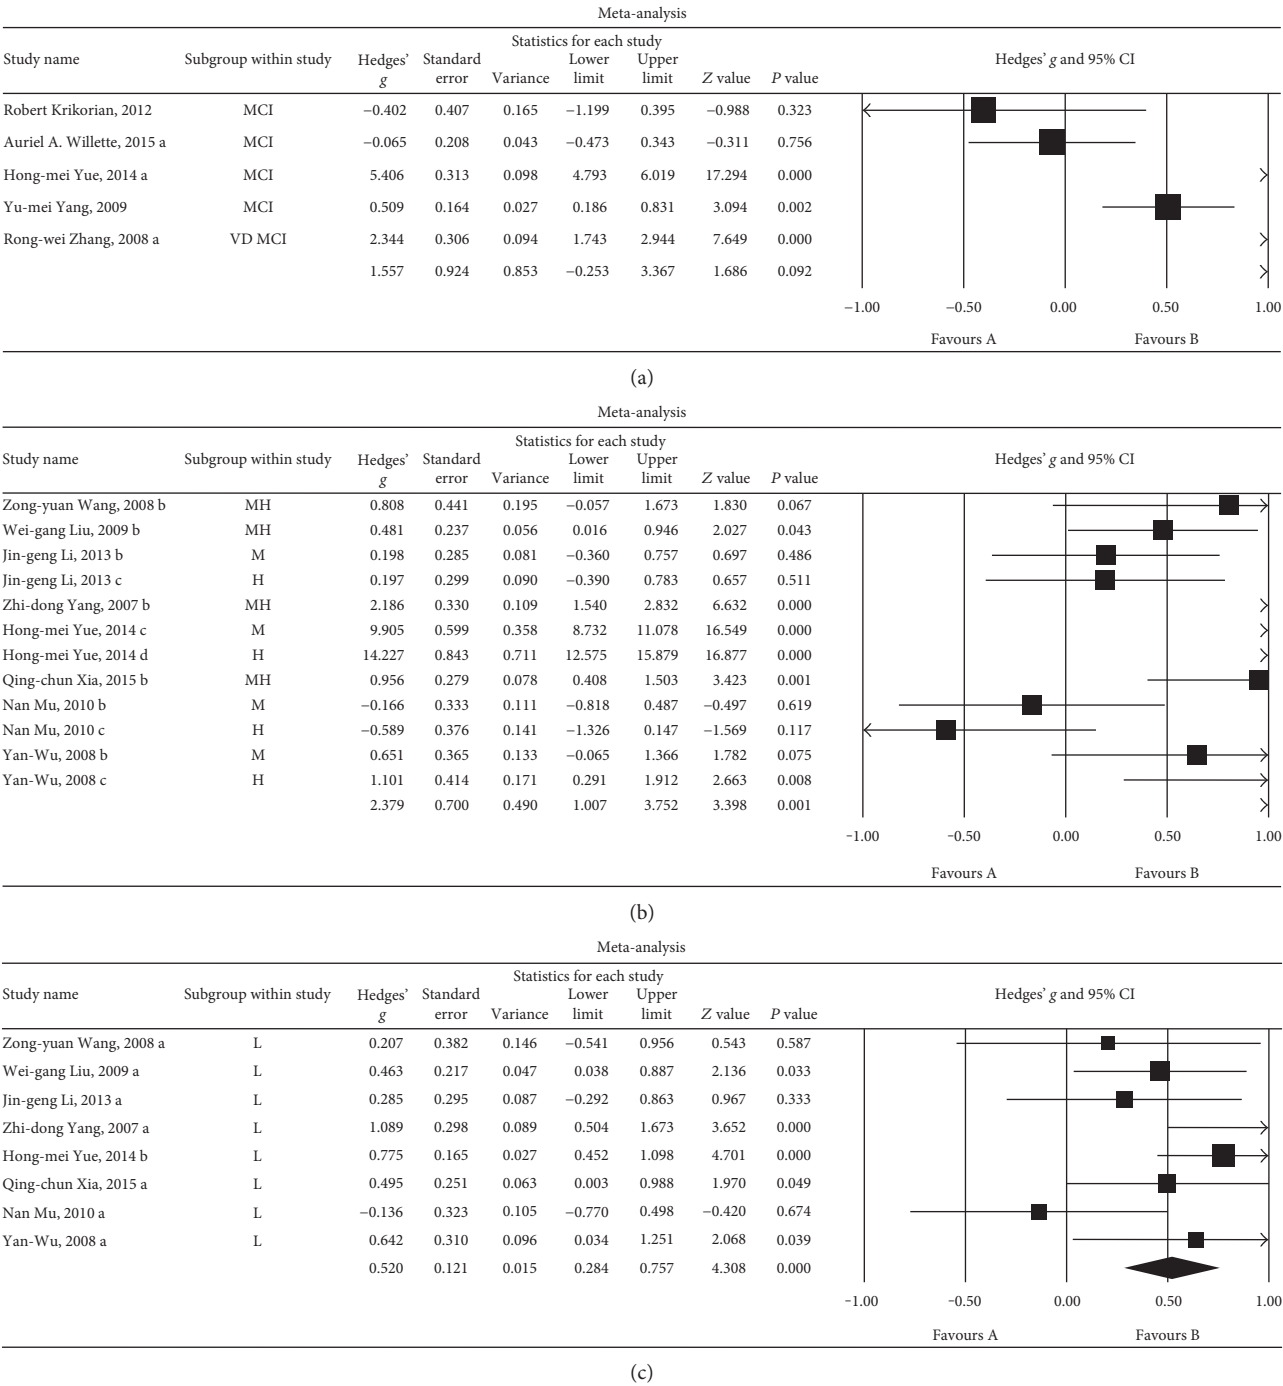 Meta-analysis
Statistics for each study
Study name Subgroup within study Hedges' g Standard error Variance Lower limit Upper limit Z value P value Hedges' g and 95% CI
Robert Krikorian, 2012 MCI −0.402 0.407 0.165 −1.199 0.395 −0.988 0.323
Auriel A. Willette, 2015 a MCI −0.065 0.208 0.043 −0.473 0.343 −0.311 0.756
Hong-mei Yue, 2014 a MCI 5.406 0.313 0.098 4.793 6.019 17.294 0.000
Yu-mei Yang, 2009 MCI 0.509 0.164 0.027 0.186 0.831 3.094 0.002
Rong-wei Zhang, 2008 a VD MCI 2.344 0.306 0.094 1.743 2.944 7.649 0.000
1.557 0.924 0.853 −0.253 3.367 1.686 0.092
−1.00 −0.50 0.00 0.50 1.00
Favours A Favours B
(a)
Meta-analysis
Statistics for each study
Study name Subgroup within study Hedges' g Standard error Variance Lower limit Upper limit Z value P value Hedges' g and 95% CI
Zong-yuan Wang, 2008 b MH 0.808 0.441 0.195 −0.057 1.673 1.830 0.067
Wei-gang Liu, 2009 b MH 0.481 0.237 0.056 0.016 0.946 2.027 0.043
Jin-geng Li, 2013 b M 0.198 0.285 0.081 −0.360 0.757 0.697 0.486
Jin-geng Li, 2013 c H 0.197 0.299 0.090 −0.390 0.783 0.657 0.511
Zhi-dong Yang, 2007 b MH 2.186 0.330 0.109 1.540 2.832 6.632 0.000
Hong-mei Yue, 2014 c M 9.905 0.599 0.358 8.732 11.078 16.549 0.000
Hong-mei Yue, 2014 d H 14.227 0.843 0.711 12.575 15.879 16.877 0.000
Qing-chun Xia, 2015 b MH 0.956 0.279 0.078 0.408 1.503 3.423 0.001
Nan Mu, 2010 b M −0.166 0.333 0.111 −0.818 0.487 −0.497 0.619
Nan Mu, 2010 c H −0.589 0.376 0.141 −1.326 0.147 −1.569 0.117
Yan-Wu, 2008 b M 0.651 0.365 0.133 −0.065 1.366 1.782 0.075
Yan-Wu, 2008 c H 1.101 0.414 0.171 0.291 1.912 2.663 0.008
2.379 0.700 0.490 1.007 3.752 3.398 0.001
-1.00 -0.50 0.00 0.50 1.00
Favours A Favours B
(b)
Meta-analysis
Statistics for each study
Study name Subgroup within study Hedges' g Standard error Variance Lower limit Upper limit Z value P value Hedges' g and 95% CI
Zong-yuan Wang, 2008 a L 0.207 0.382 0.146 −0.541 0.956 0.543 0.587
Wei-gang Liu, 2009 a L 0.463 0.217 0.047 0.038 0.887 2.136 0.033
Jin-geng Li, 2013 a L 0.285 0.295 0.087 −0.292 0.863 0.967 0.333
Zhi-dong Yang, 2007 a L 1.089 0.298 0.089 0.504 1.673 3.652 0.000
Hong-mei Yue, 2014 b L 0.775 0.165 0.027 0.452 1.098 4.701 0.000
Qing-chun Xia, 2015 a L 0.495 0.251 0.063 0.003 0.988 1.970 0.049
Nan Mu, 2010 a L −0.136 0.323 0.105 −0.770 0.498 −0.420 0.674
Yan-Wu, 2008 a L 0.642 0.310 0.096 0.034 1.251 2.068 0.039
0.520 0.121 0.015 0.284 0.757 4.308 0.000
-1.00 -0.50 0.00 0.50 1.00
Favours A Favours B
(c)